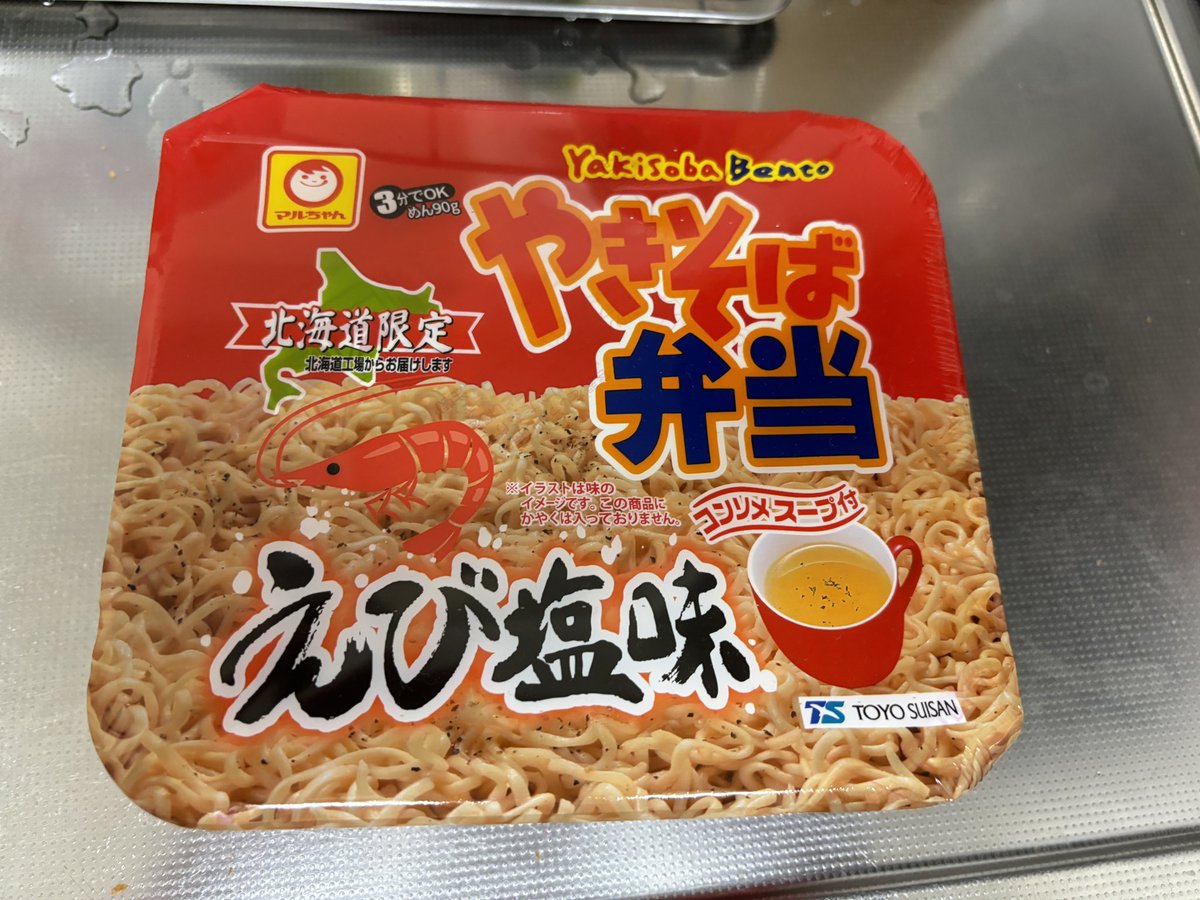 マルちゃん
3分でOK
めん90g
Yakisoba Bento
やきそば
弁当
北海道限定
北海道工場からお届けします
※イラストは味の
イメージです。この商品に
かやくは入っておりません。
コンソメスープ付
えび塩味
TS TOYO SUISAN